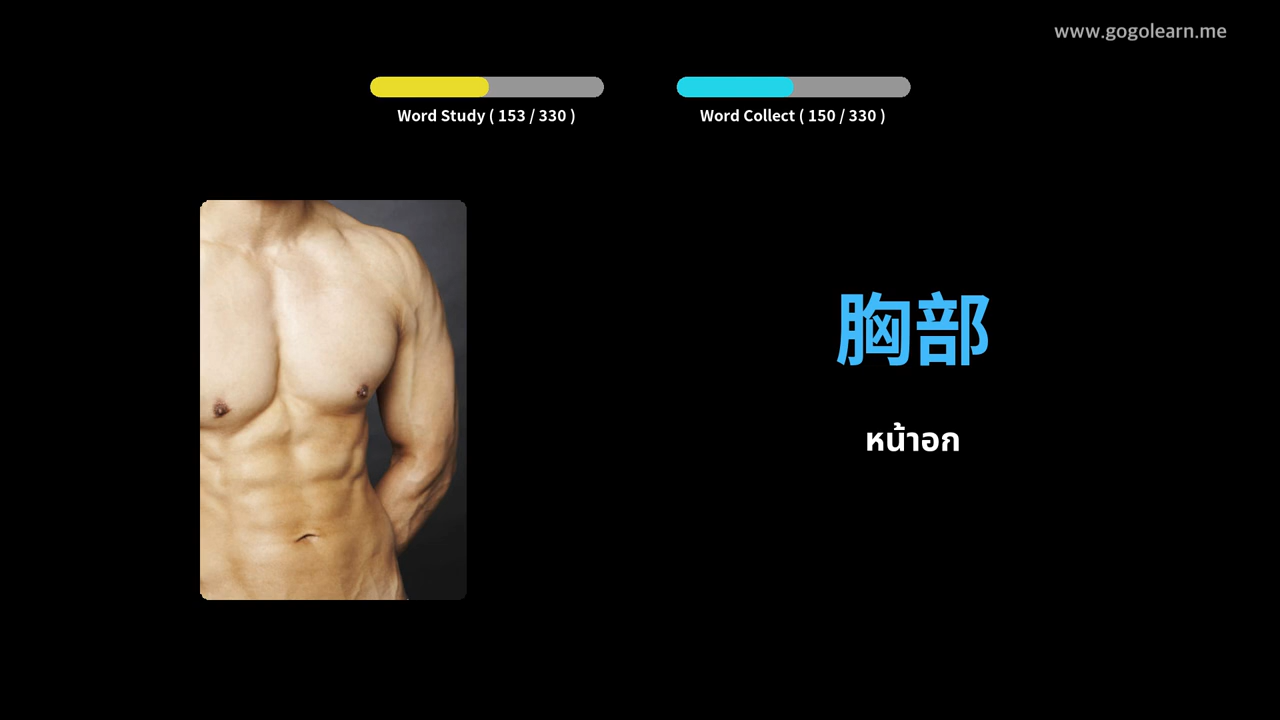 www.gogolearn.me
Word Study ( 153 / 330 )
Word Collect ( 150 / 330 )
胸部
หน้าอก